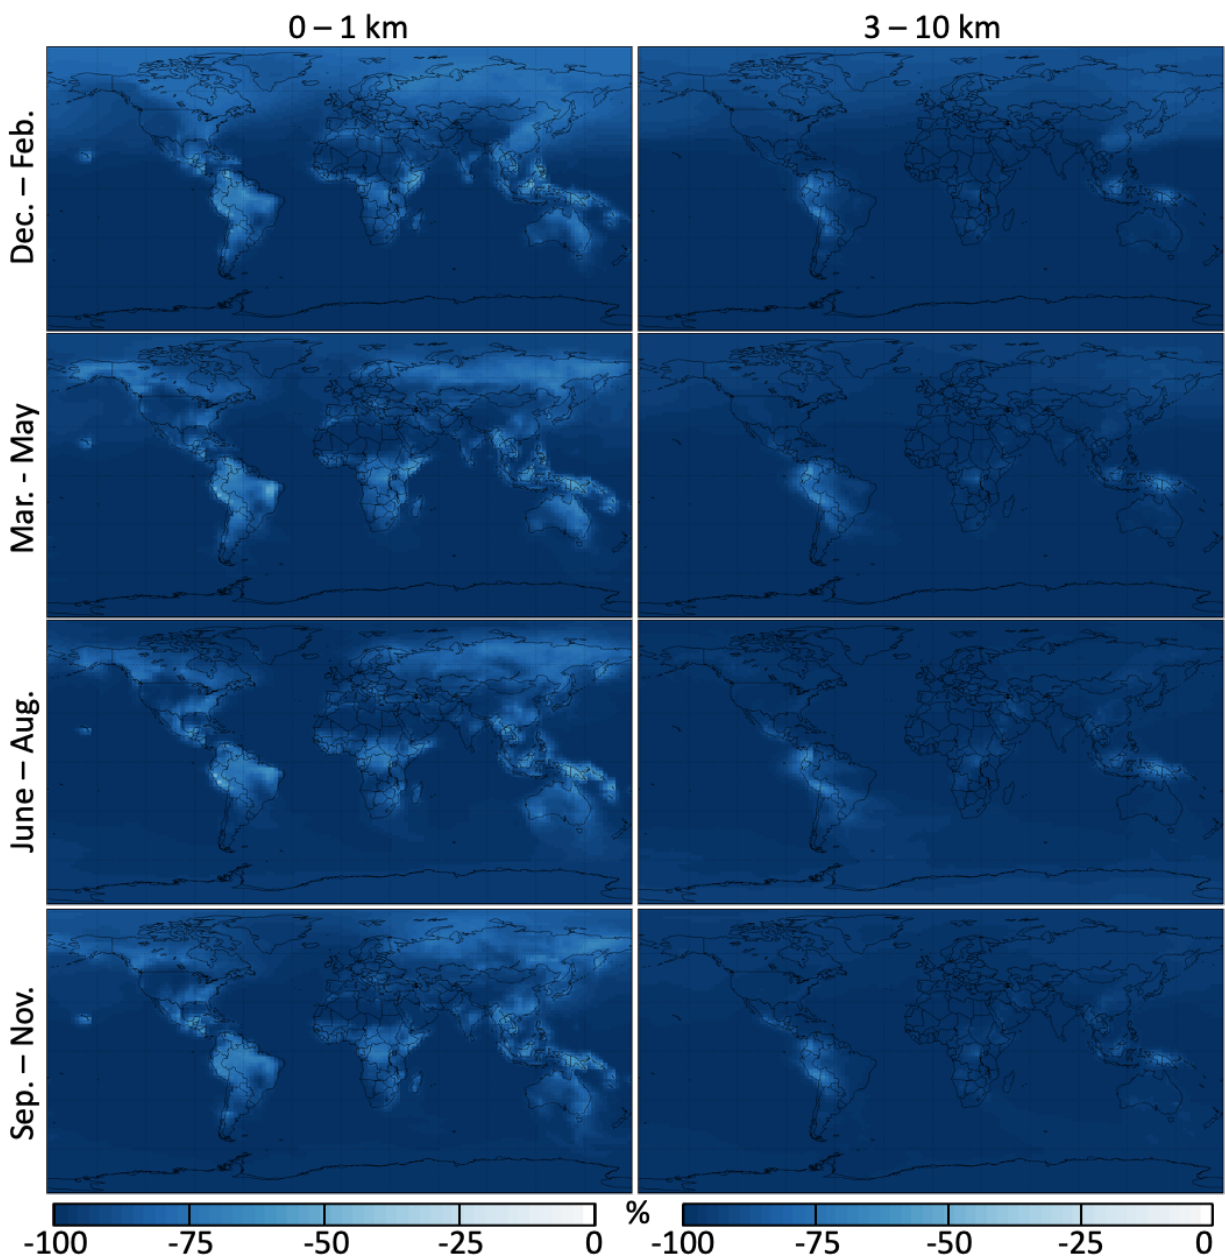 0 – 1 km
3 – 10 km
Dec. – Feb.
Mar. - May
June – Aug.
Sep. – Nov.
-100 -75 -50 -25 0 % -100 -75 -50 -25 0